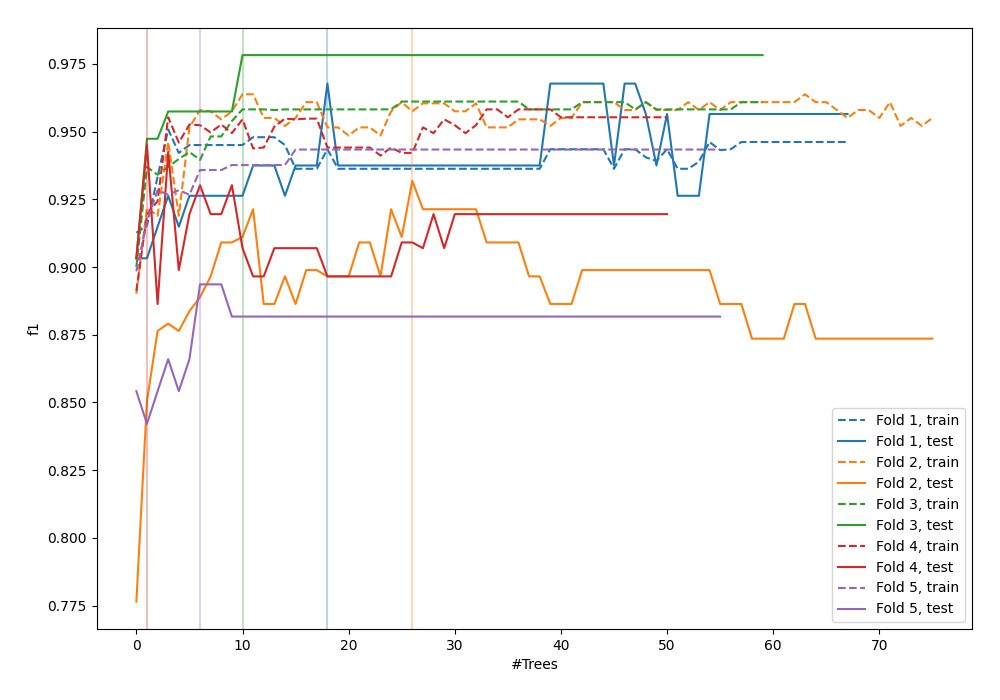 0.975
0.950
0.925
0.900
0.875
0.850
0.825
0.800
0.775
f1
0 10 20 30 40 50 60 70
#Trees
Fold 1, train
Fold 1, test
Fold 2, train
Fold 2, test
Fold 3, train
Fold 3, test
Fold 4, train
Fold 4, test
Fold 5, train
Fold 5, test